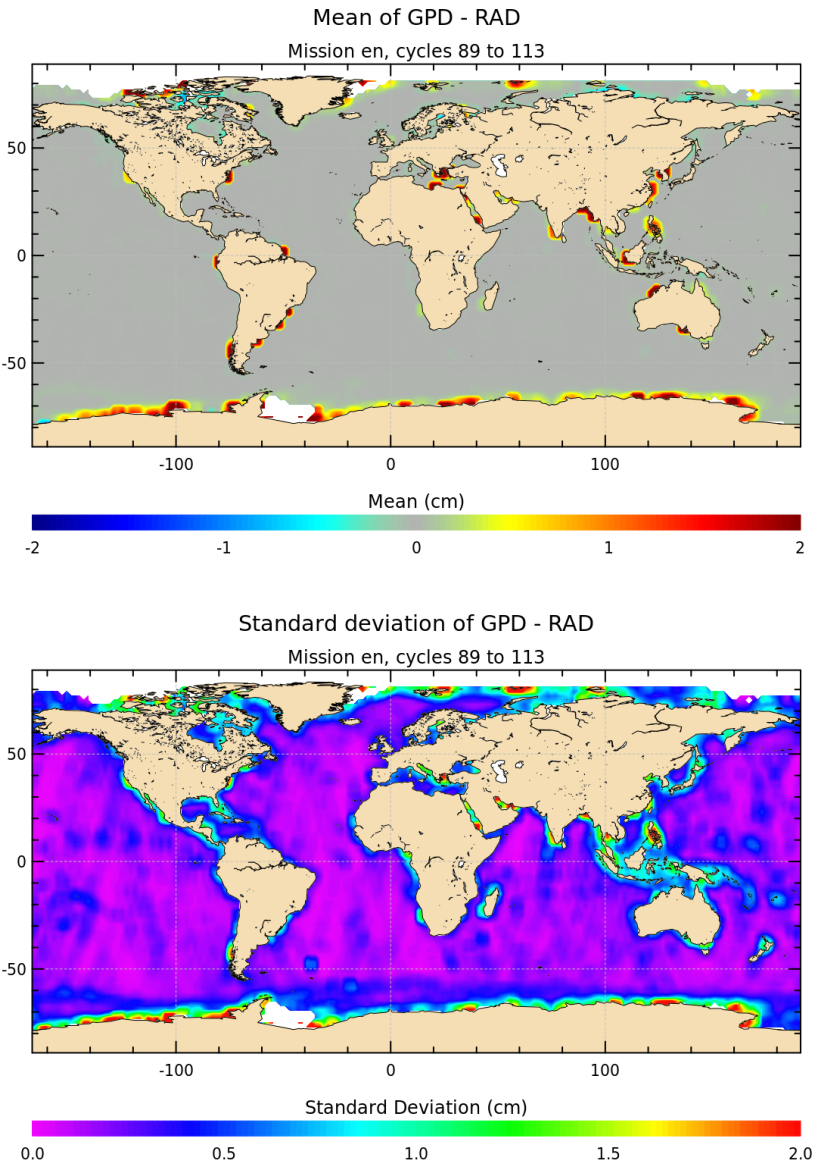 Mean of GPD - RAD
Mission en, cycles 89 to 113
50
0
-50
-100 0 100
Mean (cm)
-2 -1 0 1 2
Standard deviation of GPD - RAD
Mission en, cycles 89 to 113
50
0
-50
-100 0 100
Standard Deviation (cm)
0.0 0.5 1.0 1.5 2.0